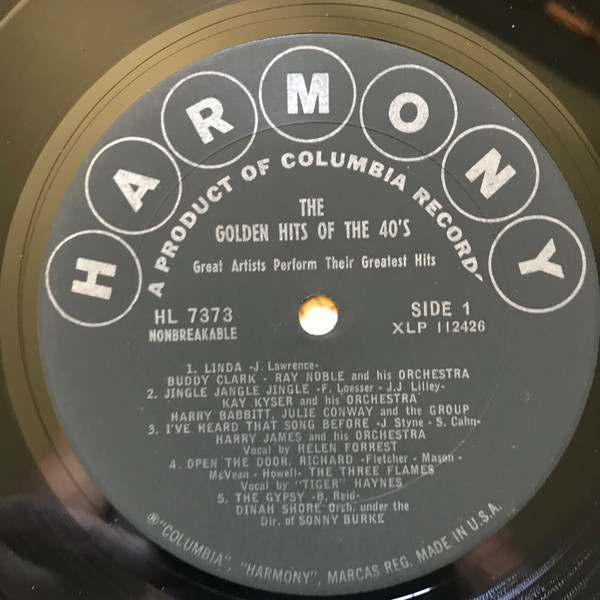 HARMONY
A PRODUCT OF COLUMBIA RECORDS
THE
GOLDEN HITS OF THE 40'S
Great Artists Perform Their Greatest Hits
HL 7373
NONBREAKABLE
SIDE 1
XLP 112426
1. LINDA -J. Lawrence-
BUDDY CLARK - RAY NOBLE and his ORCHESTRA
2. JINGLE JANGLE JINGLE -F. Loesser - J.J. Lilley-
KAY KYSER and his ORCHESTRA
HARRY BABBITT, JULIE CONWAY and the GROUP
3. I'VE HEARD THAT SONG BEFORE -J Styne - S. Cahn-
HARRY JAMES and his ORCHESTRA
Vocal by HELEN FORREST
4. OPEN THE DOOR, RICHARD -Fletcher - Mason -
McVean - Howell- THE THREE FLAMES
Vocal by "TIGER" HAYNES
5. THE GYPSY -B. Reid-
DINAH SHORE Orch. under the
Dir. of SONNY BURKE
®"COLUMBIA", "HARMONY", MARCAS REG. MADE IN U.S.A.